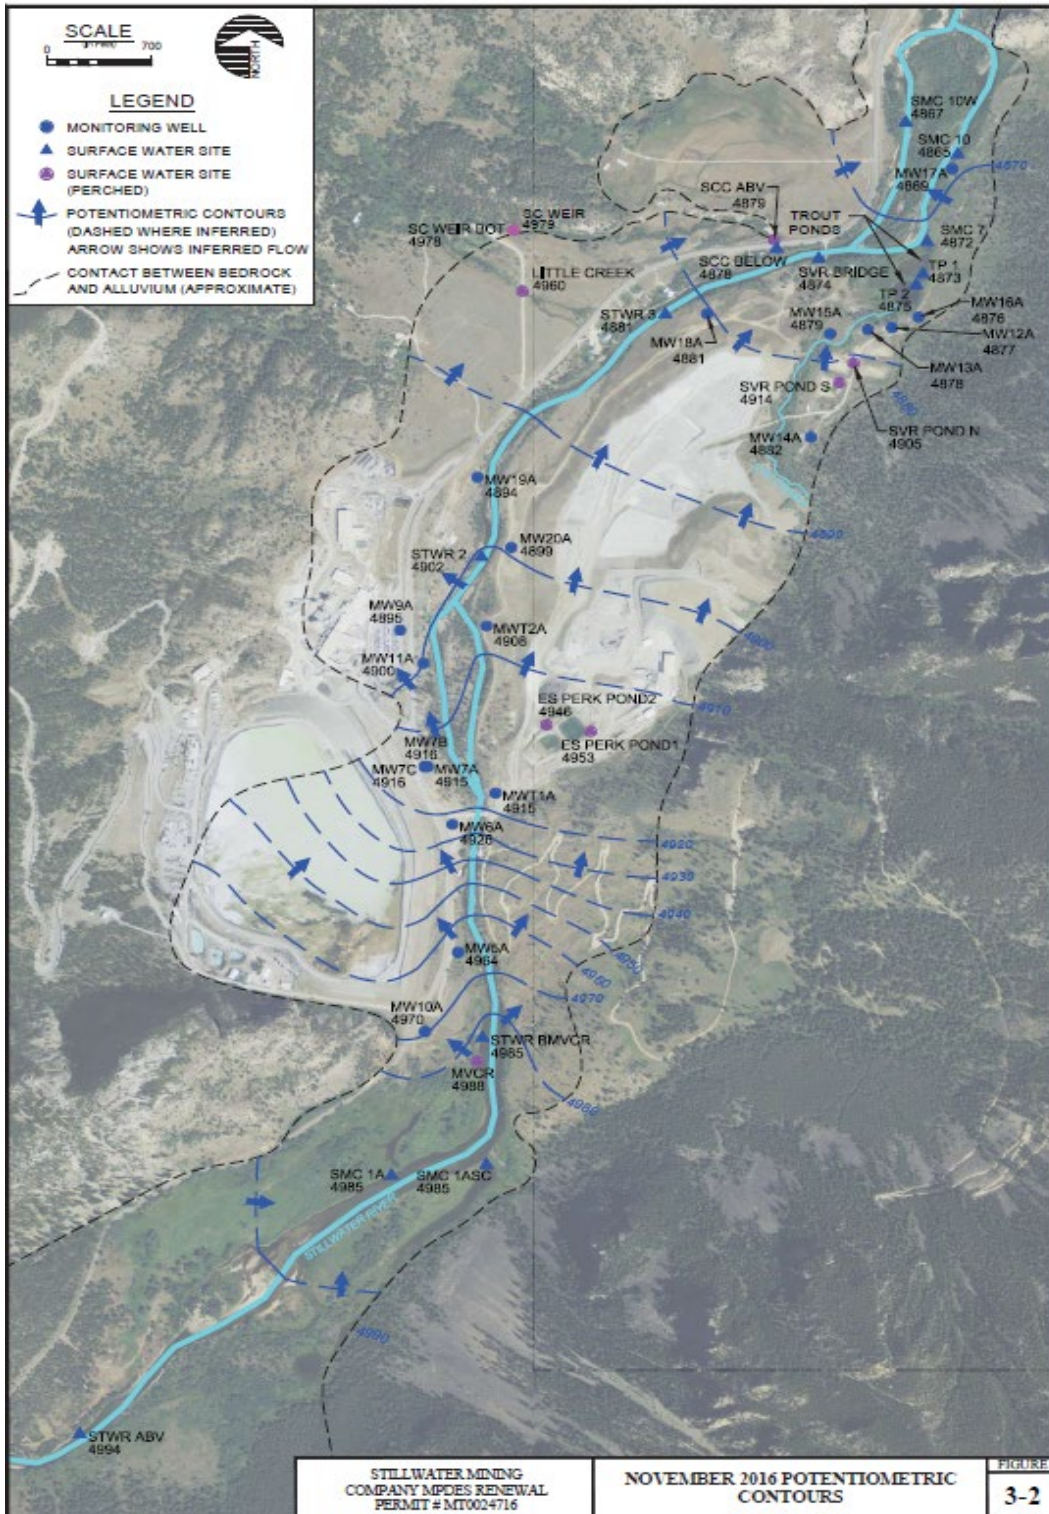 SCALE
(in Feet)
0 700
NORTH
LEGEND
MONITORING WELL
SURFACE WATER SITE
SURFACE WATER SITE
(PERCHED)
POTENTIOMETRIC CONTOURS
(DASHED WHERE INFERRED)
ARROW SHOWS INFERRED FLOW
CONTACT BETWEEN BEDROCK
AND ALLUVIUM (APPROXIMATE)
SMC 10W
4867
SMC 10
4865
MW17A
4869
4870
SCC ABV
4879
TROUT
PONDS
SC WEIR
4979
SC WEIR BOT
4978
SMC 7
4872
SCC BELOW
4878
SVR BRIDGE
4874
TP 1
4873
TP 2
4875
LITTLE CREEK
4960
STWR 3
4881
MW18A
4881
MW15A
4879
MW16A
4876
MW12A
4877
MW13A
4878
SVR POND S
4914
4880
SVR POND N
4905
MW14A
4882
MW19A
4894
4890
MW20A
4899
STWR 2
4902
MW9A
4895
MWT2A
4908
4900
MW11A
4900
4910
ES PERK POND2
4946
ES PERK POND1
4953
MW7B
4916
MW7C
4916
MW7A
4915
MWT1A
4915
MW6A
4926
4920
4930
4940
4950
MW5A
4964
4960
4970
MW10A
4970
STWR BMVCR
4985
MVCR
4988
4980
SMC 1A
4985
SMC 1ASC
4985
STILLWATER RIVER
4990
STWR ABV
4994
STILLWATER MINING
COMPANY MPDES RENEWAL
PERMIT # MT0024716
NOVEMBER 2016 POTENTIOMETRIC
CONTOURS
FIGURE
3-2